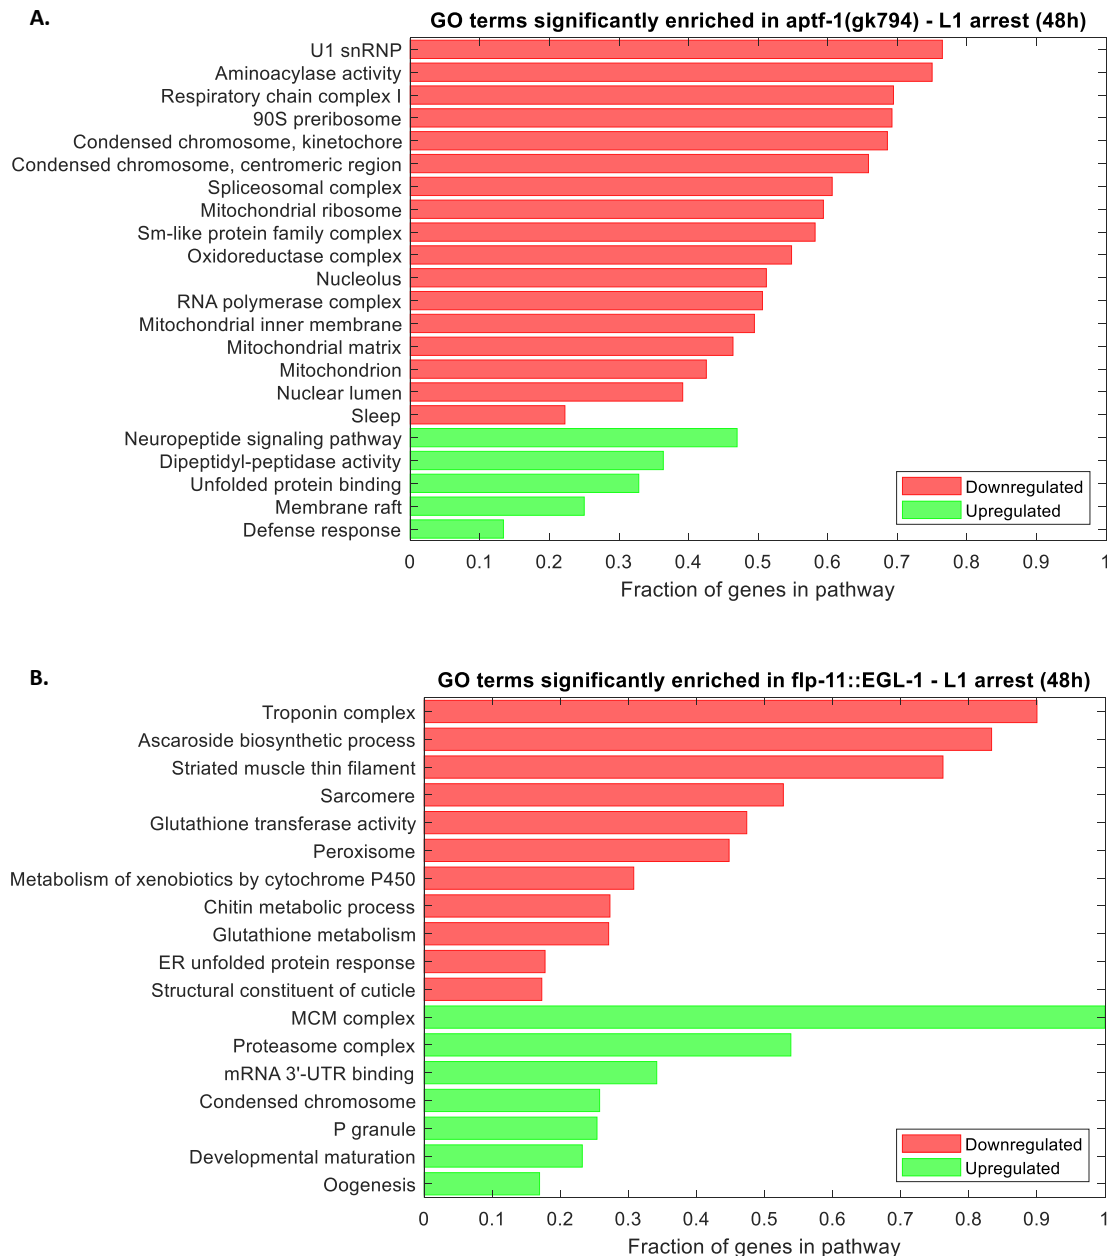 A.
GO terms significantly enriched in aptf-1(gk794) - L1 arrest (48h)
U1 snRNP
Aminoacylase activity
Respiratory chain complex I
90S preribosome
Condensed chromosome, kinetochore
Condensed chromosome, centromeric region
Spliceosomal complex
Mitochondrial ribosome
Sm-like protein family complex
Oxidoreductase complex
Nucleolus
RNA polymerase complex
Mitochondrial inner membrane
Mitochondrial matrix
Mitochondrion
Nuclear lumen
Sleep
Neuropeptide signaling pathway
Dipeptidyl-peptidase activity
Unfolded protein binding
Membrane raft
Defense response
Downregulated
Upregulated
0 0.1 0.2 0.3 0.4 0.5 0.6 0.7 0.8 0.9 1
Fraction of genes in pathway
B.
GO terms significantly enriched in flp-11::EGL-1 - L1 arrest (48h)
Troponin complex
Ascaroside biosynthetic process
Striated muscle thin filament
Sarcomere
Glutathione transferase activity
Peroxisome
Metabolism of xenobiotics by cytochrome P450
Chitin metabolic process
Glutathione metabolism
ER unfolded protein response
Structural constituent of cuticle
MCM complex
Proteasome complex
mRNA 3'-UTR binding
Condensed chromosome
P granule
Developmental maturation
Oogenesis
Downregulated
Upregulated
0 0.1 0.2 0.3 0.4 0.5 0.6 0.7 0.8 0.9 1
Fraction of genes in pathway